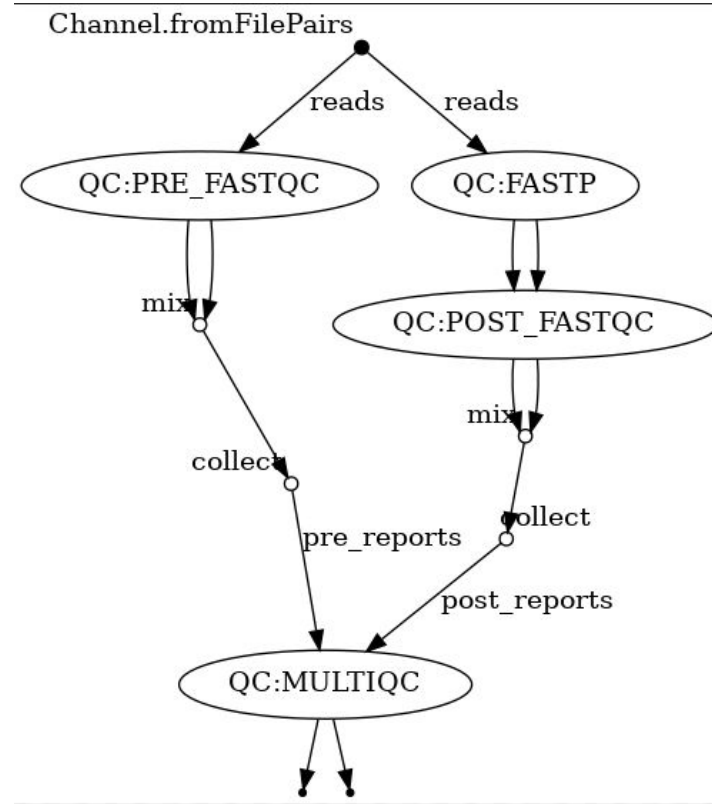 Channel.fromFilePairs
reads
reads
QC:PRE_FASTQC
QC:FASTP
mix
QC:POST_FASTQC
mix
collect
collect
pre_reports
post_reports
QC:MULTIQC